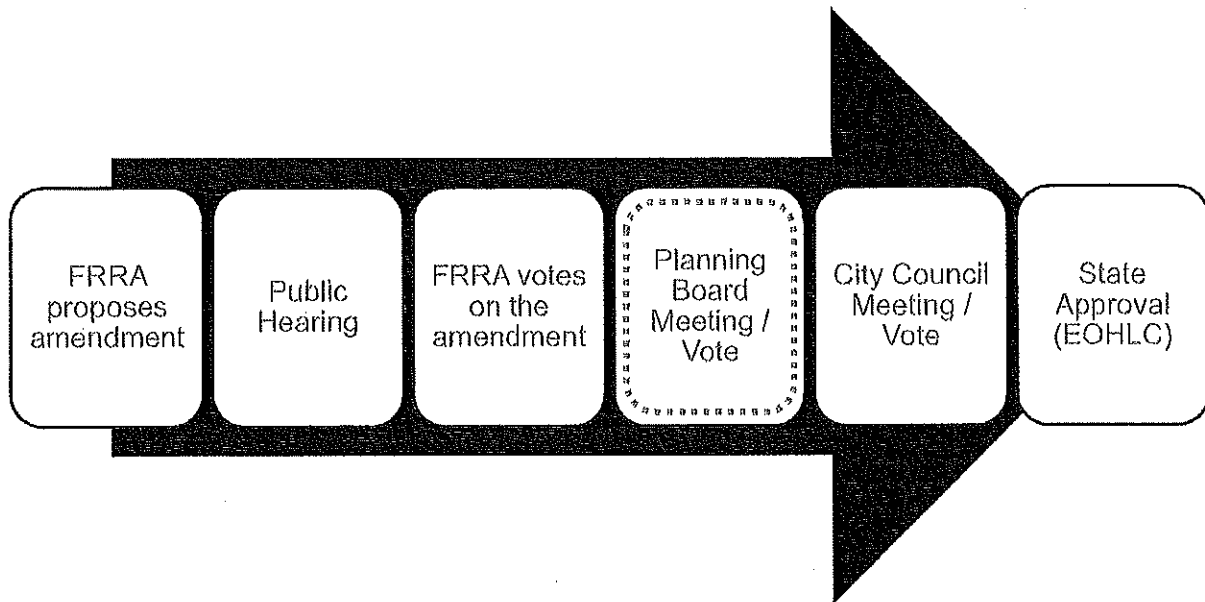 FRRA
proposes
amendment
Public
Hearing
FRRA votes
on the
amendment
Planning
Board
Meeting /
Vote
City Council
Meeting /
Vote
State
Approval
(EOHLC)